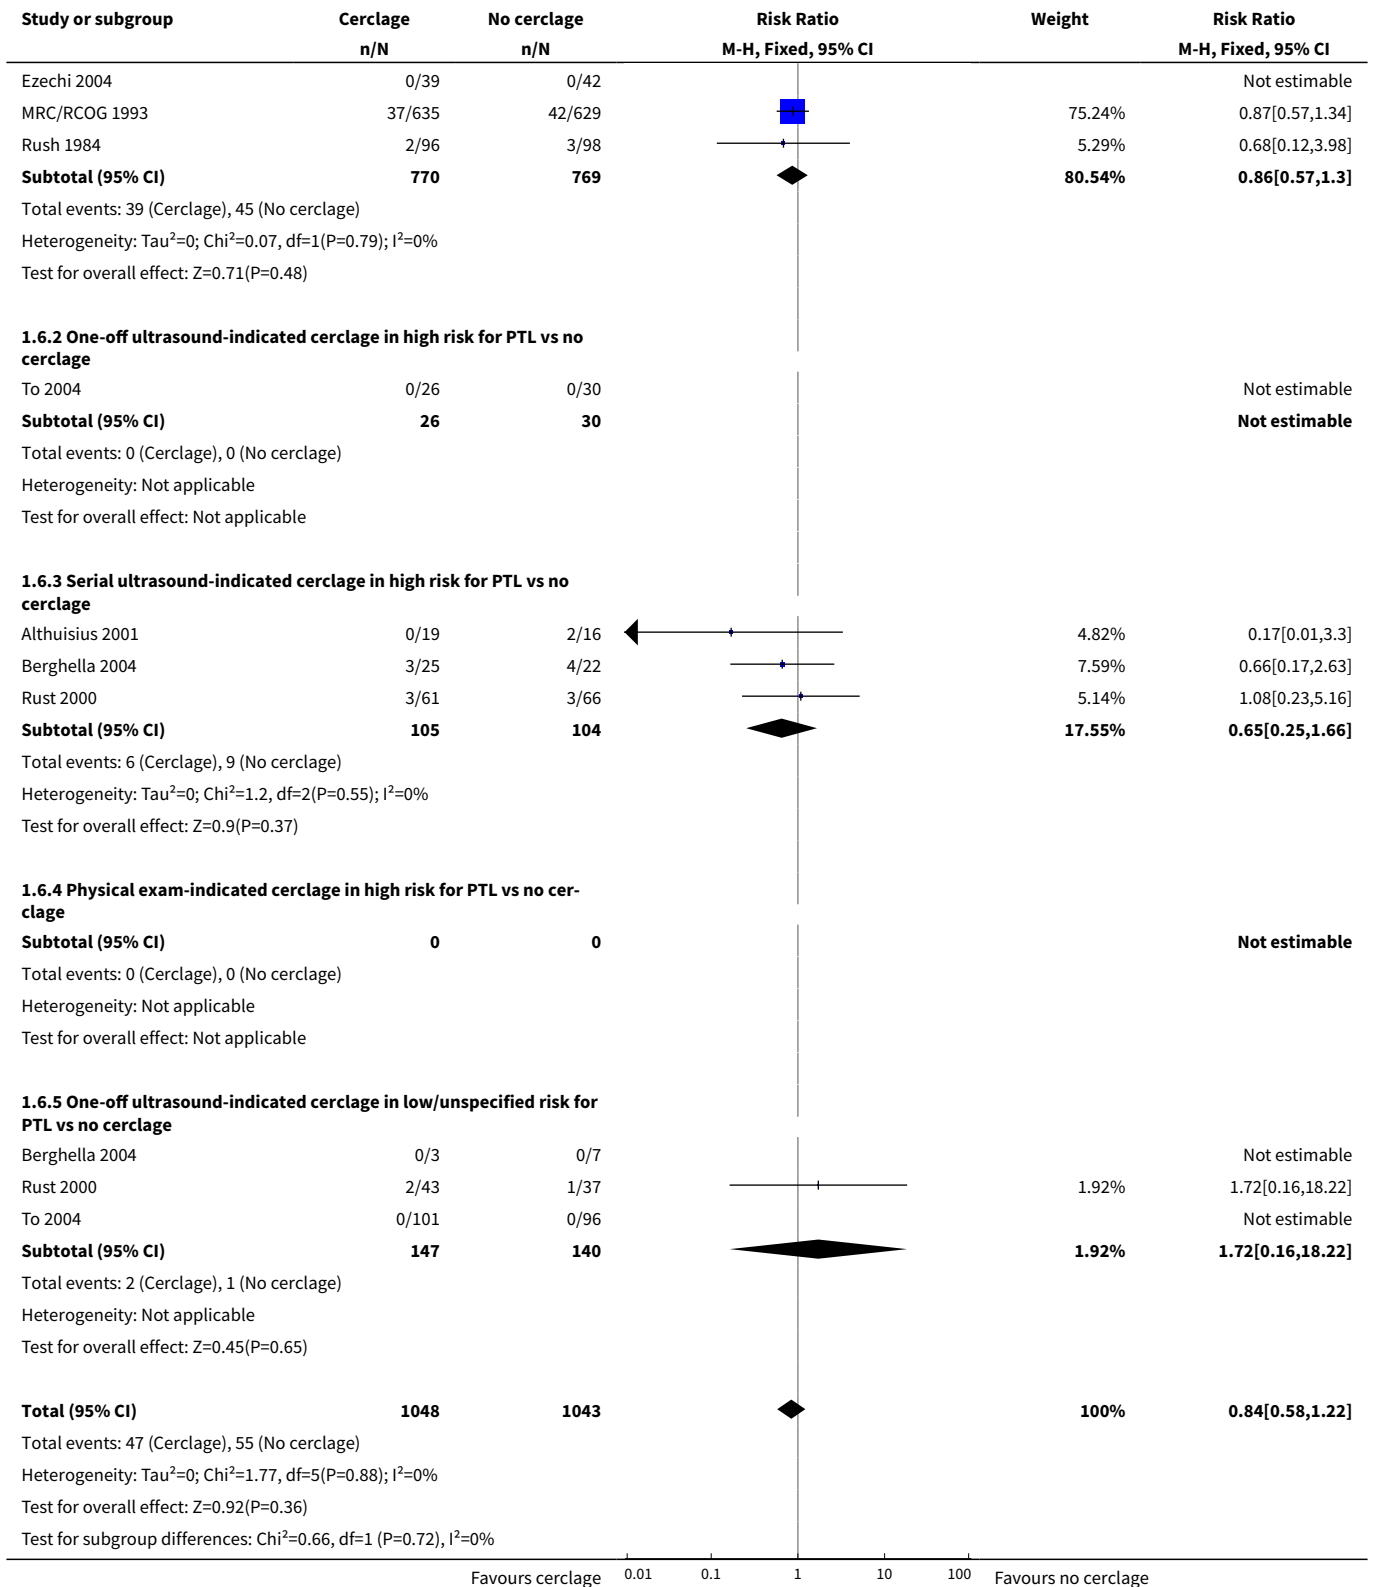 Study or subgroup Cerclage No cerclage Risk Ratio Weight Risk Ratio
n/N n/N M-H, Fixed, 95% CI M-H, Fixed, 95% CI
Ezechi 2004 0/39 0/42 Not estimable
MRC/RCOG 1993 37/635 42/629 75.24% 0.87[0.57,1.34]
Rush 1984 2/96 3/98 5.29% 0.68[0.12,3.98]
Subtotal (95% CI) 770 769 80.54% 0.86[0.57,1.3]
Total events: 39 (Cerclage), 45 (No cerclage)
Heterogeneity: Tau²=0; Chi²=0.07, df=1(P=0.79); I²=0%
Test for overall effect: Z=0.71(P=0.48)
1.6.2 One-off ultrasound-indicated cerclage in high risk for PTL vs no
cerclage
To 2004 0/26 0/30 Not estimable
Subtotal (95% CI) 26 30 Not estimable
Total events: 0 (Cerclage), 0 (No cerclage)
Heterogeneity: Not applicable
Test for overall effect: Not applicable
1.6.3 Serial ultrasound-indicated cerclage in high risk for PTL vs no
cerclage
Althuisius 2001 0/19 2/16 4.82% 0.17[0.01,3.3]
Berghella 2004 3/25 4/22 7.59% 0.66[0.17,2.63]
Rust 2000 3/61 3/66 5.14% 1.08[0.23,5.16]
Subtotal (95% CI) 105 104 17.55% 0.65[0.25,1.66]
Total events: 6 (Cerclage), 9 (No cerclage)
Heterogeneity: Tau²=0; Chi²=1.2, df=2(P=0.55); I²=0%
Test for overall effect: Z=0.9(P=0.37)
1.6.4 Physical exam-indicated cerclage in high risk for PTL vs no cer-
clage
Subtotal (95% CI) 0 0 Not estimable
Total events: 0 (Cerclage), 0 (No cerclage)
Heterogeneity: Not applicable
Test for overall effect: Not applicable
1.6.5 One-off ultrasound-indicated cerclage in low/unspecified risk for
PTL vs no cerclage
Berghella 2004 0/3 0/7 Not estimable
Rust 2000 2/43 1/37 1.92% 1.72[0.16,18.22]
To 2004 0/101 0/96 Not estimable
Subtotal (95% CI) 147 140 1.92% 1.72[0.16,18.22]
Total events: 2 (Cerclage), 1 (No cerclage)
Heterogeneity: Not applicable
Test for overall effect: Z=0.45(P=0.65)
Total (95% CI) 1048 1043 100% 0.84[0.58,1.22]
Total events: 47 (Cerclage), 55 (No cerclage)
Heterogeneity: Tau²=0; Chi²=1.77, df=5(P=0.88); I²=0%
Test for overall effect: Z=0.92(P=0.36)
Test for subgroup differences: Chi²=0.66, df=1 (P=0.72), I²=0%
Favours cerclage 0.01 0.1 1 10 100 Favours no cerclage